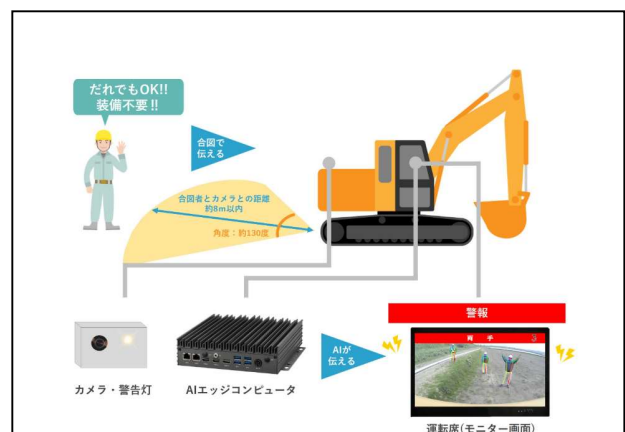 だれでもOK!!
装備不要!!
合図で
伝える
合図者とカメラとの距離
約8m以内
角度：約130度
警報
両 手
カメラ・警告灯
AIエッジコンピュータ
AIが
伝える
運転席(モニター画面)